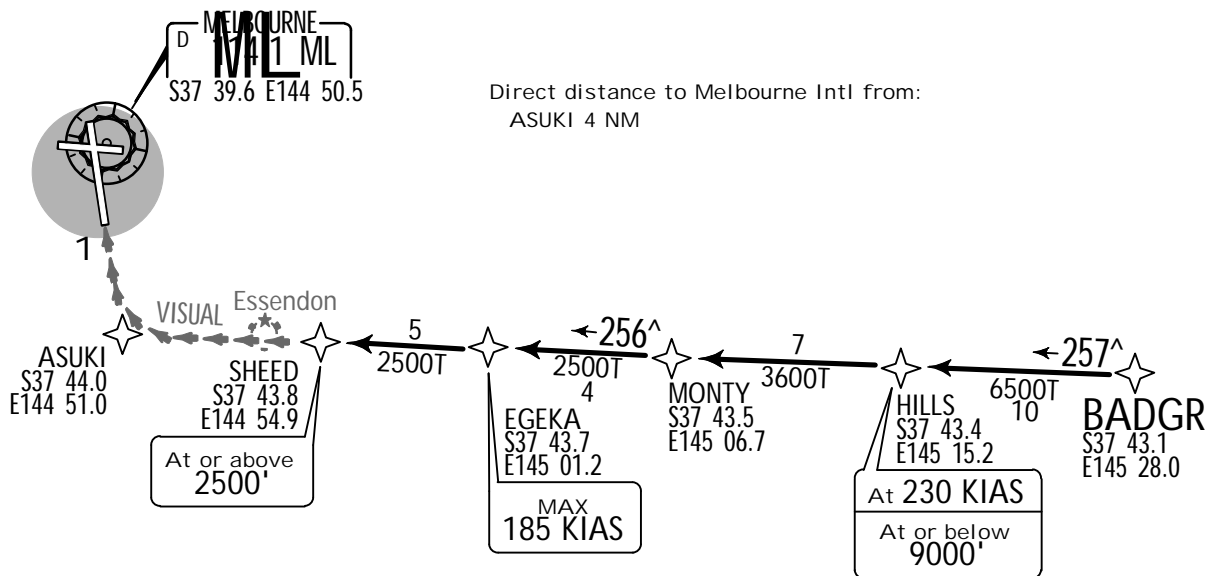 MELBOURNE
D 114.1 ML
ML
S37 39.6 E144 50.5
Direct distance to Melbourne Intl from:
ASUKI 4 NM
1
VISUAL
Essendon
ASUKI
S37 44.0
E144 51.0
SHEED
S37 43.8
E144 54.9
At or above
2500'
5
2500T
EGEKA
S37 43.7
E145 01.2
MAX
185 KIAS
256^
2500T
4
MONTY
S37 43.5
E145 06.7
7
3600T
HILLS
S37 43.4
E145 15.2
At 230 KIAS
At or below
9000'
257^
6500T
10
BADGR
S37 43.1
E145 28.0